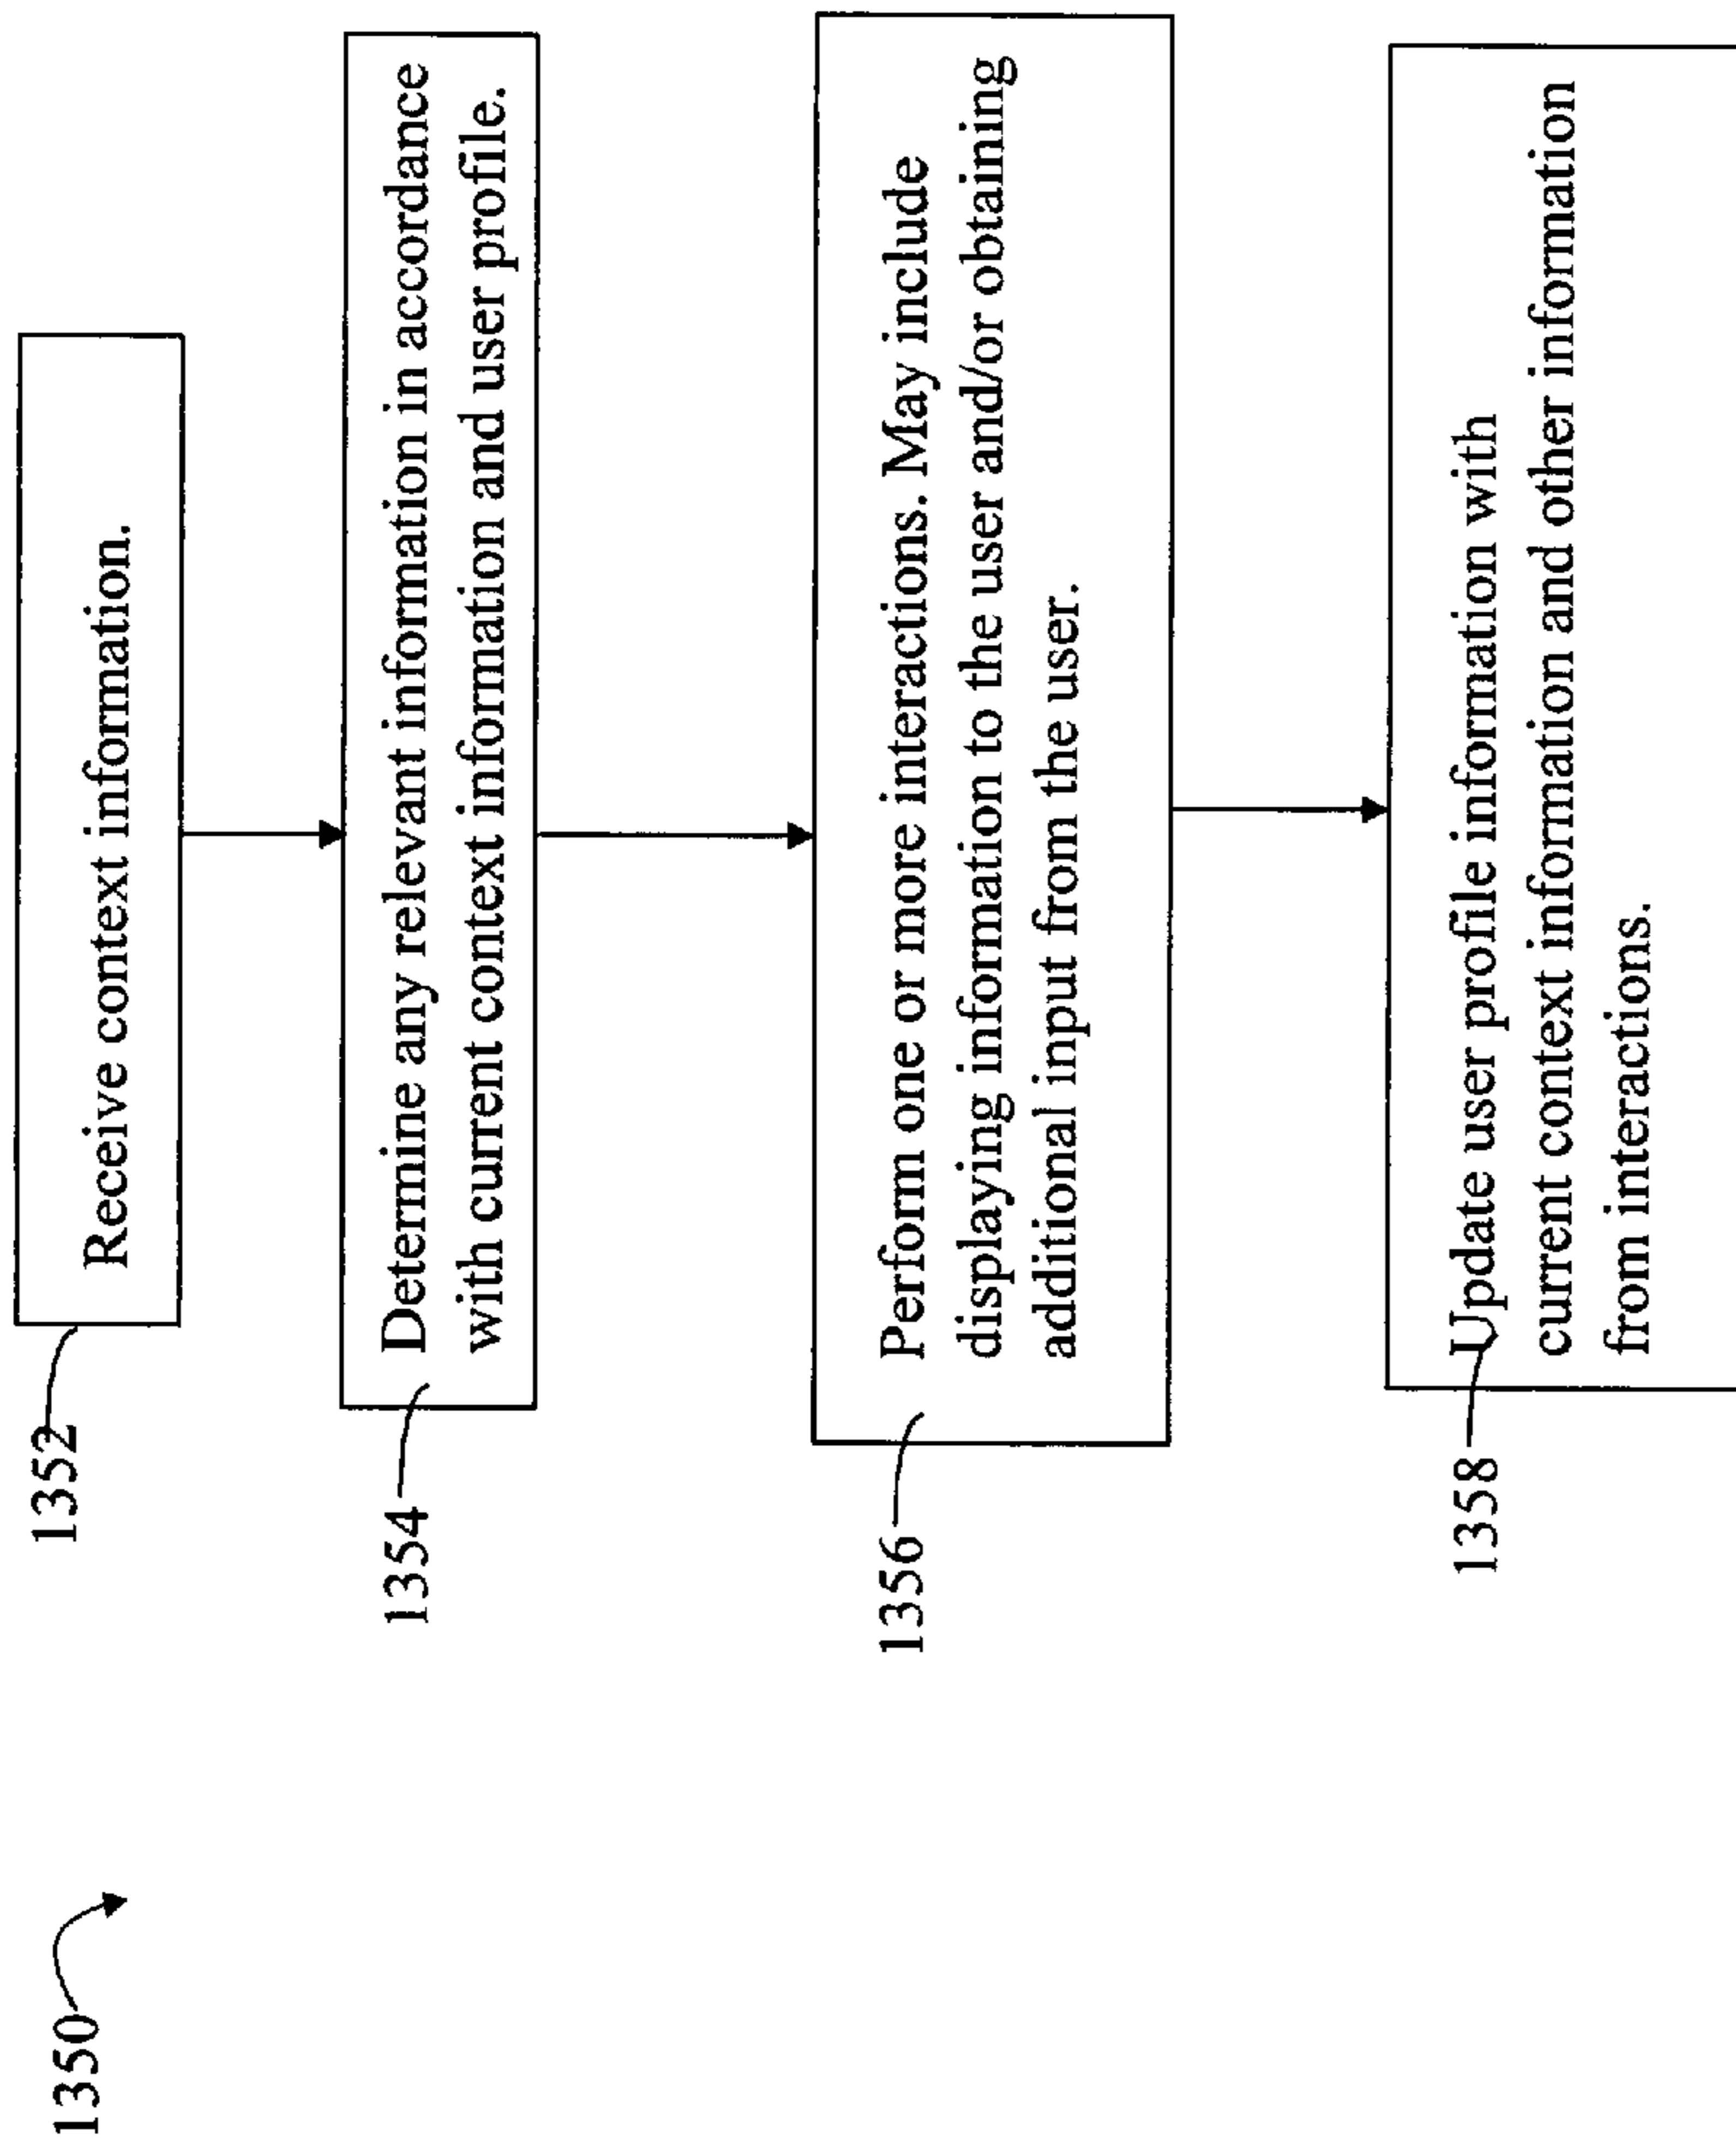 1350
1352
Receive context information.
1354
Determine any relevant information in accordance
with current context information and user profile.
1356
Perform one or more interactions. May include
displaying information to the user and/or obtaining
additional input from the user.
1358
Update user profile information with
current context information and other information
from interactions.